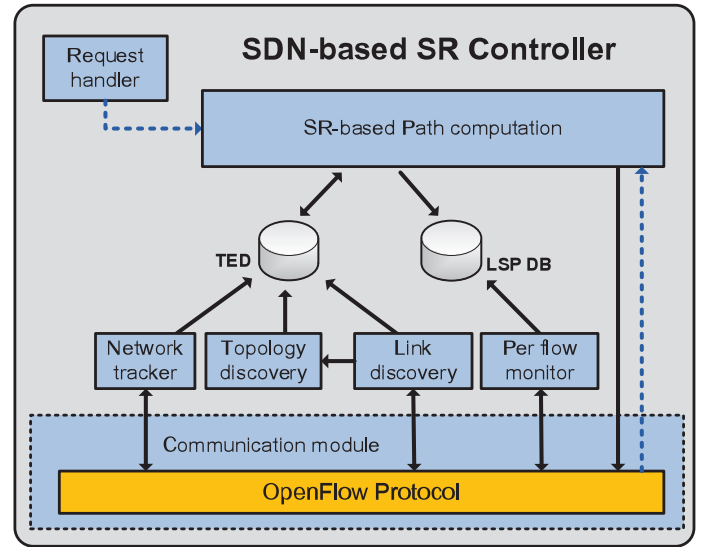 SDN-based SR Controller
Request
handler
SR-based Path computation
TED
LSP DB
Network
tracker
Topology
discovery
Link
discovery
Per flow
monitor
Communication module
OpenFlow Protocol